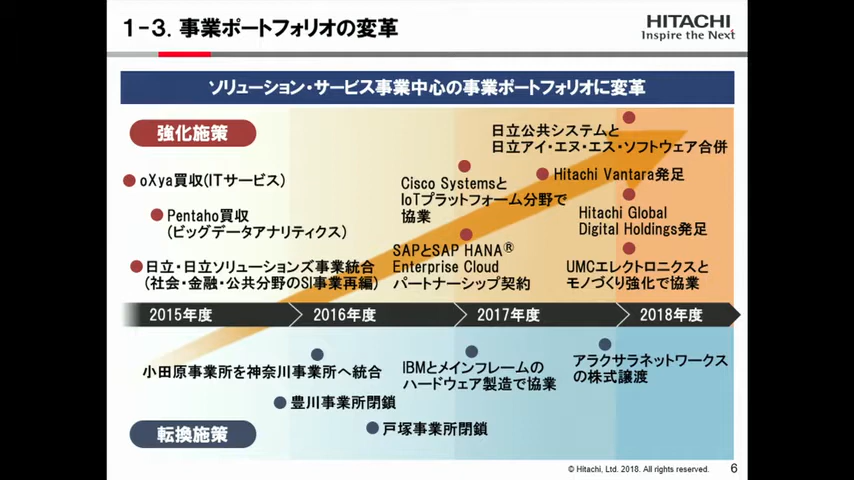 1-3. 事業ポートフォリオの変革
HITACHI
Inspire the Next
ソリューション・サービス事業中心の事業ポートフォリオに変革
強化施策
日立公共システムと
日立アイ・エヌ・エス・ソフトウェア合併
oXya買収(ITサービス)
Cisco Systemsと
IoTプラットフォーム分野で
協業
Hitachi Vantara発足
Pentaho買収
(ビッグデータアナリティクス)
Hitachi Global
Digital Holdings発足
日立・日立ソリューションズ事業統合
(社会・金融・公共分野のSI事業再編)
SAPとSAP HANA®
Enterprise Cloud
パートナーシップ契約
UMCエレクトロニクスと
モノづくり強化で協業
2015年度
2016年度
2017年度
2018年度
小田原事業所を神奈川事業所へ統合
IBMとメインフレームの
ハードウェア製造で協業
アラクサラネットワークス
の株式譲渡
豊川事業所閉鎖
戸塚事業所閉鎖
転換施策
© Hitachi, Ltd. 2018. All rights reserved.
6